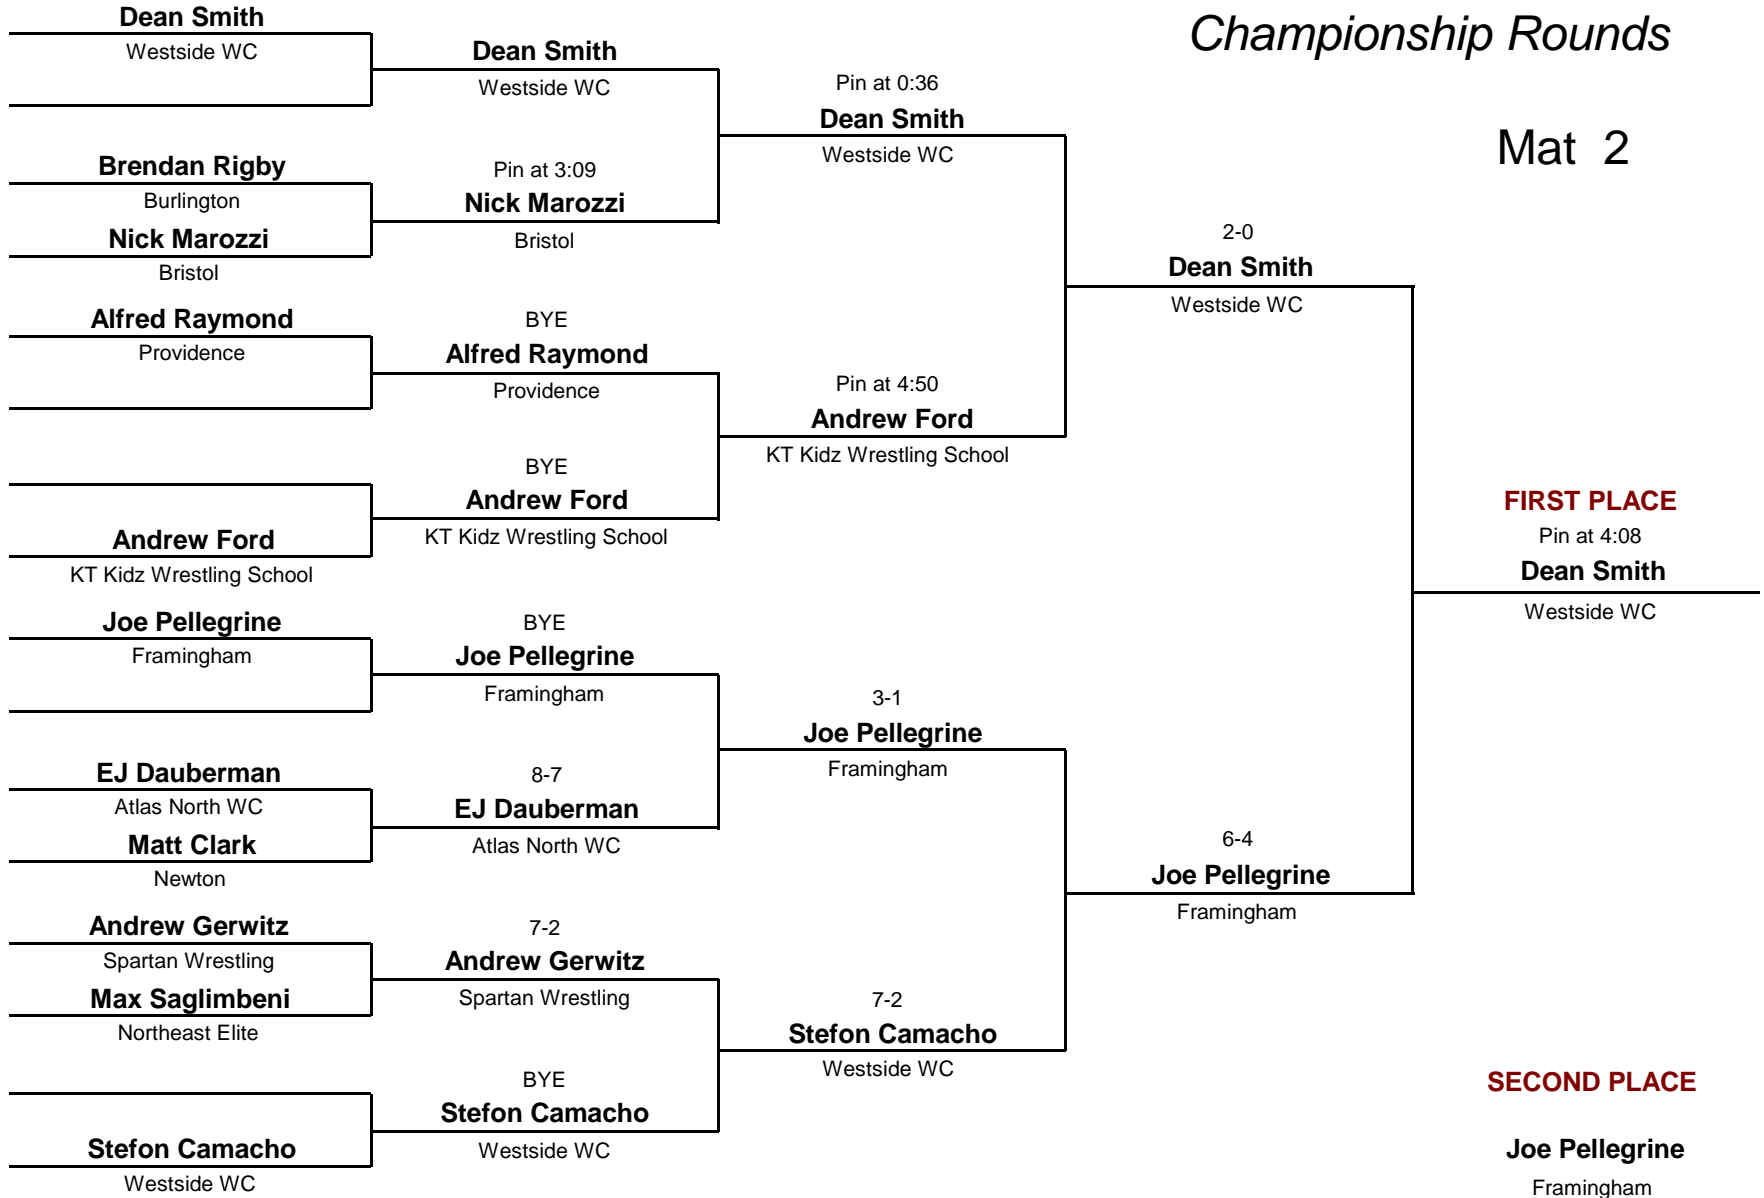 Championship Rounds
Mat 2
Dean Smith
Westside WC
Brendan Rigby
Burlington
Nick Marozzi
Bristol
Alfred Raymond
Providence
Andrew Ford
KT Kidz Wrestling School
Joe Pellegrine
Framingham
EJ Dauberman
Atlas North WC
Matt Clark
Newton
Andrew Gerwitz
Spartan Wrestling
Max Saglimbeni
Northeast Elite
Stefon Camacho
Westside WC
Dean Smith
Westside WC
Pin at 3:09
Nick Marozzi
Bristol
BYE
Alfred Raymond
Providence
BYE
Andrew Ford
KT Kidz Wrestling School
BYE
Joe Pellegrine
Framingham
8-7
EJ Dauberman
Atlas North WC
7-2
Andrew Gerwitz
Spartan Wrestling
BYE
Stefon Camacho
Westside WC
Pin at 0:36
Dean Smith
Westside WC
Pin at 4:50
Andrew Ford
KT Kidz Wrestling School
3-1
Joe Pellegrine
Framingham
7-2
Stefon Camacho
Westside WC
2-0
Dean Smith
Westside WC
6-4
Joe Pellegrine
Framingham
FIRST PLACE
Pin at 4:08
Dean Smith
Westside WC
SECOND PLACE
Joe Pellegrine
Framingham